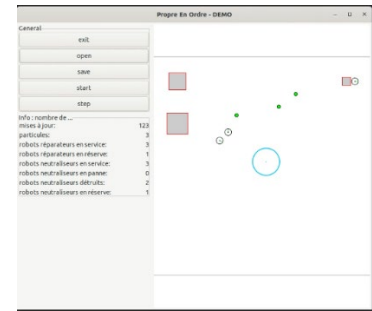 Propre En Ordre - DEMO
General
exit
open
save
start
step
Info : nombre de ...
mises à jour: 123
particules: 3
robots réparateurs en service: 3
robots réparateurs en réserve: 1
robots neutraliseurs en service: 3
robots neutraliseurs en panne: 0
robots neutraliseurs détruits: 2
robots neutraliseurs en réserve: 1